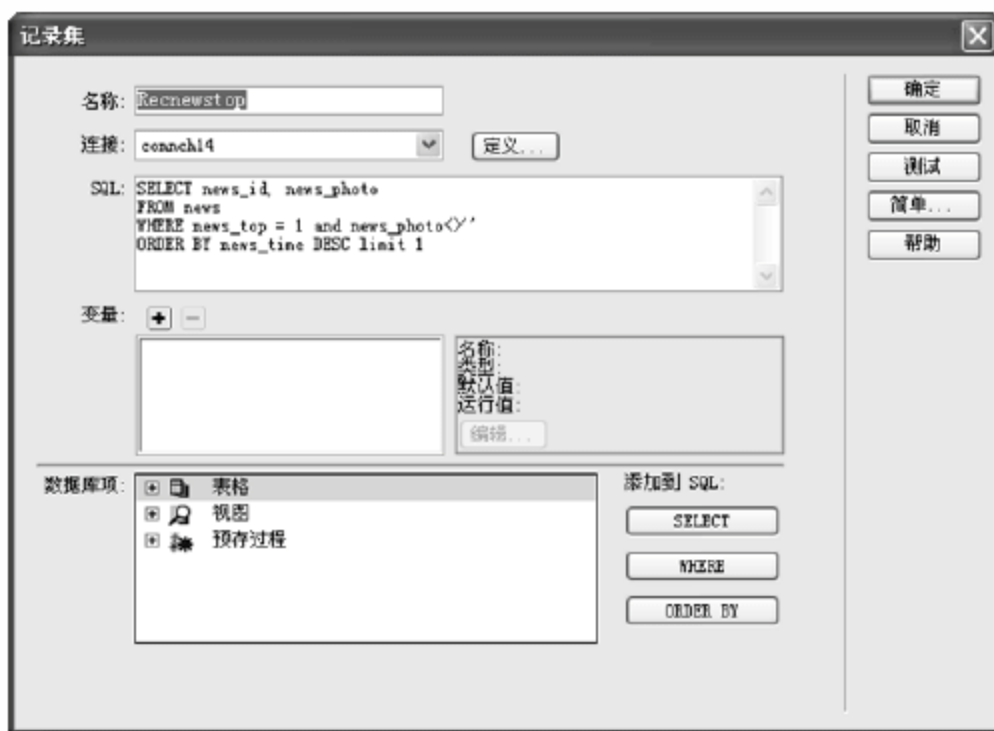 记录集
名称: Recnewstop
连接: connch14 定义...
SQL: SELECT news_id, news_photo
FROM news
WHERE news_top = 1 and news_photo<>''
ORDER BY news_time DESC limit 1
变量:
名称:
类型:
默认值:
运行值:
编辑...
数据库项: 表格
视图
预存过程
添加到 SQL:
SELECT
WHERE
ORDER BY
确定
取消
测试
简单...
帮助